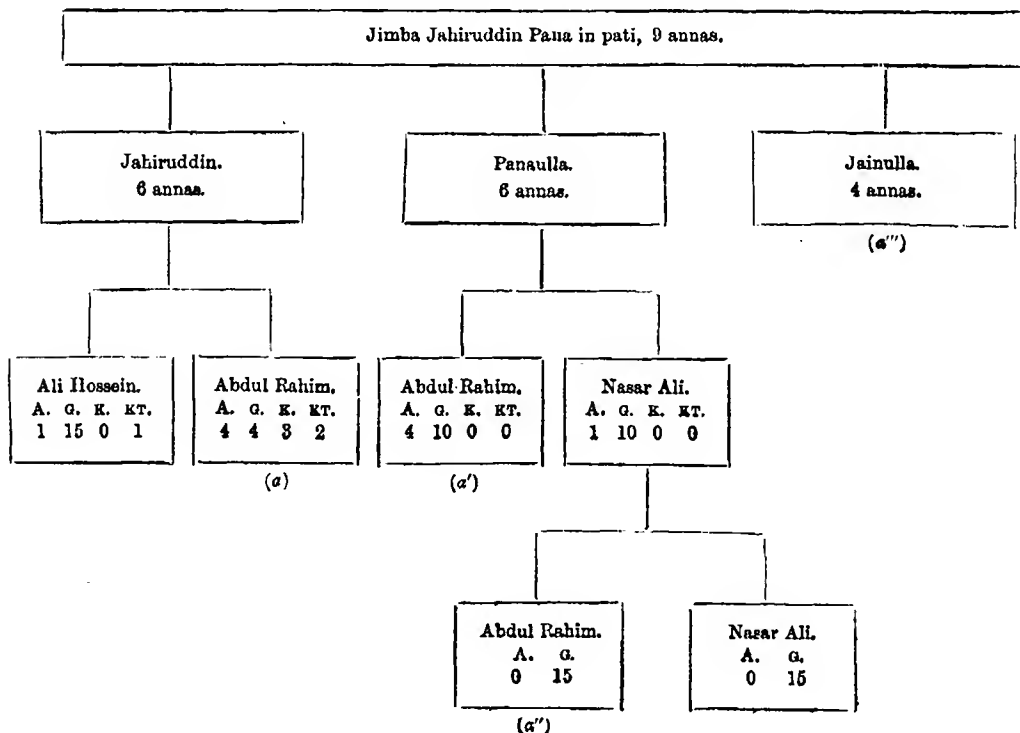 Jimba Jahiruddin Pana in pati, 9 annas.
Jahiruddin.
6 annas.
Panaulla.
6 annas.
Jainulla.
4 annas.
(a''')
Ali Hossein.
A. G. K. KT.
1 15 0 1
Abdul Rahim.
A. G. K. KT.
4 4 3 2
(a)
Abdul Rahim.
A. G. K. KT.
4 10 0 0
(a')
Nasar Ali.
A. G. K. KT.
1 10 0 0
Abdul Rahim.
A. G.
0 15
(a'')
Nasar Ali.
A. G.
0 15